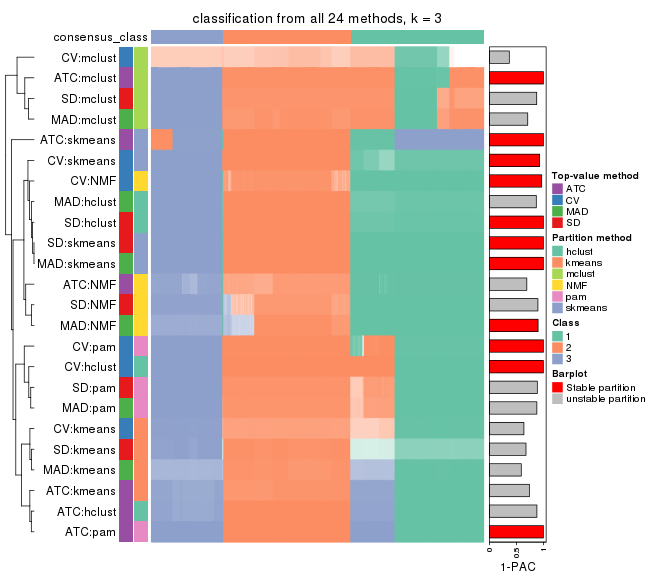 classification from all 24 methods, k = 3
consensus_class
CV:mclust
ATC:mclust
SD:mclust
MAD:mclust
ATC:skmeans
CV:skmeans
CV:NMF
MAD:hclust
SD:hclust
SD:skmeans
MAD:skmeans
ATC:NMF
SD:NMF
MAD:NMF
CV:pam
CV:hclust
SD:pam
MAD:pam
CV:kmeans
SD:kmeans
MAD:kmeans
ATC:kmeans
ATC:hclust
ATC:pam
0
0.5
1
1-PAC
Top-value method
ATC
CV
MAD
SD
Partition method
hclust
kmeans
mclust
NMF
pam
skmeans
Class
1
2
3
Barplot
Stable partition
unstable partition